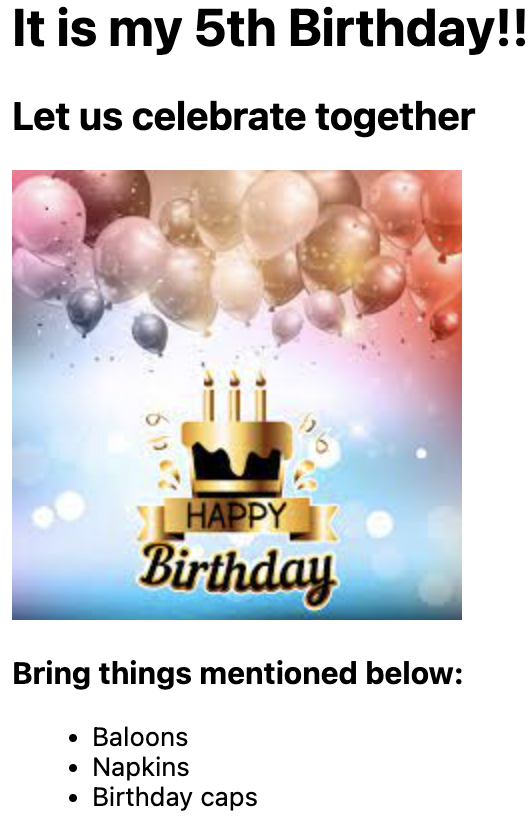 It is my 5th Birthday!!
Let us celebrate together
HAPPY
Birthday
Bring things mentioned below:
• Baloons
• Napkins
• Birthday caps